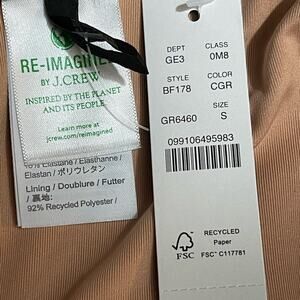 RE-IMAGINED
BY J.CREW
INSPIRED BY THE PLANET
AND ITS PEOPLE
Learn more at
jcrew.com/reimagined
Elastane / Elasthanne /
Elastan / ポリウレタン
Lining / Doublure / Futter
/ 裏地:
92% Recycled Polyester /
DEPT CLASS
GE3 0M8
STYLE COLOR
BF178 CGR
SIZE
GR6460 S
099106495983
RECYCLED
Paper
FSC
FSC™ C117781